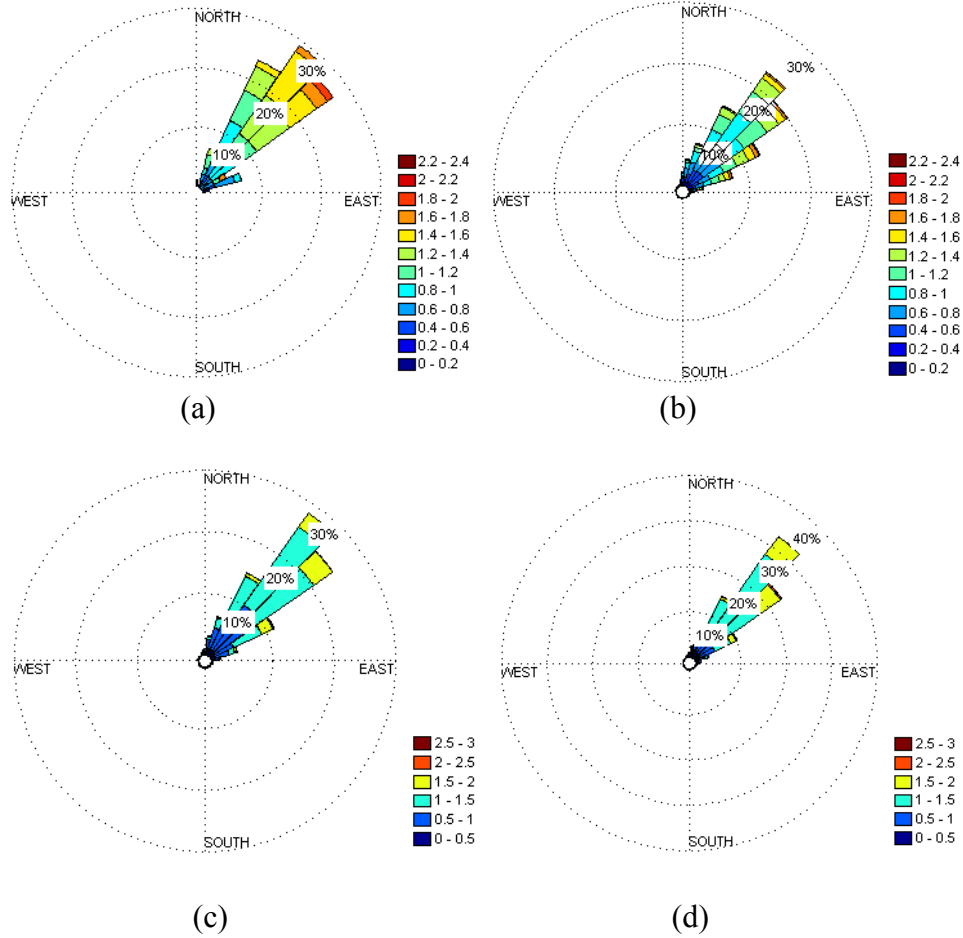 NORTH
30%
20%
10%
WEST
EAST
SOUTH
2.2 - 2.4
2 - 2.2
1.8 - 2
1.6 - 1.8
1.4 - 1.6
1.2 - 1.4
1 - 1.2
0.8 - 1
0.6 - 0.8
0.4 - 0.6
0.2 - 0.4
0 - 0.2
(a)
NORTH
30%
20%
10%
WEST
EAST
SOUTH
2.2 - 2.4
2 - 2.2
1.8 - 2
1.6 - 1.8
1.4 - 1.6
1.2 - 1.4
1 - 1.2
0.8 - 1
0.6 - 0.8
0.4 - 0.6
0.2 - 0.4
0 - 0.2
(b)
NORTH
30%
20%
10%
WEST
EAST
SOUTH
2.5 - 3
2 - 2.5
1.5 - 2
1 - 1.5
0.5 - 1
0 - 0.5
(c)
NORTH
40%
30%
20%
10%
WEST
EAST
SOUTH
2.5 - 3
2 - 2.5
1.5 - 2
1 - 1.5
0.5 - 1
0 - 0.5
(d)